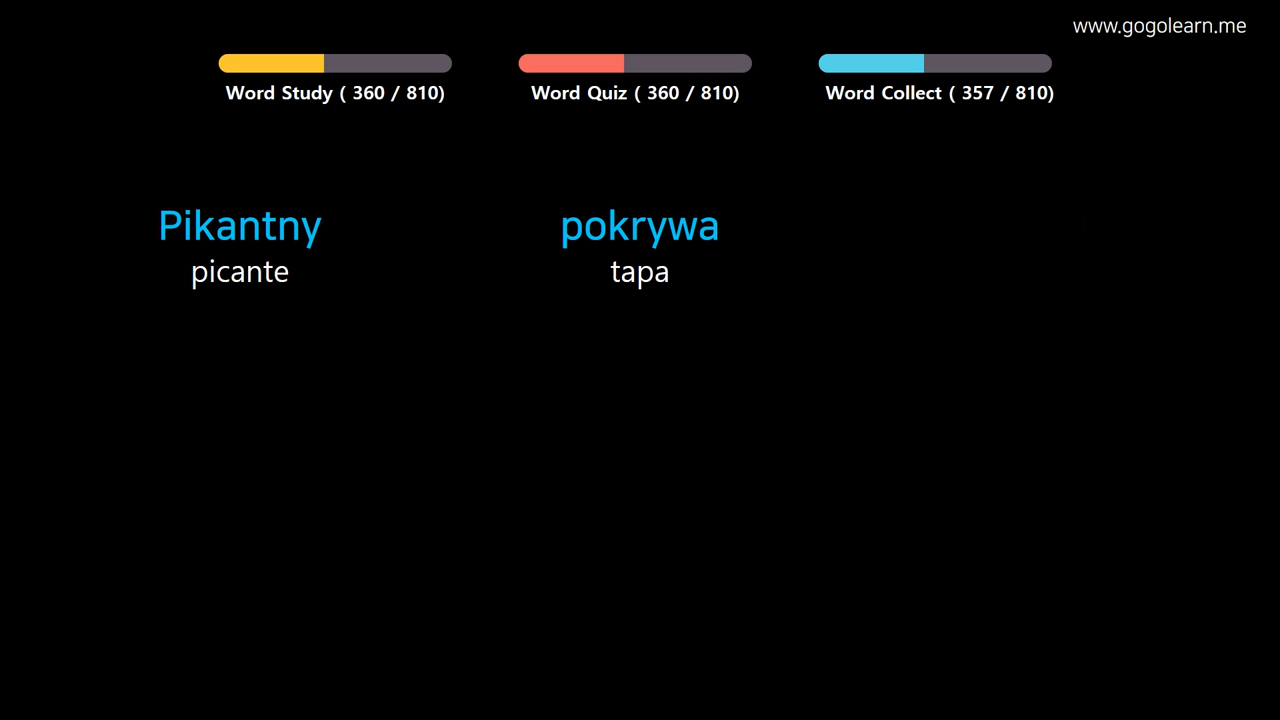 www.gogolearn.me
Word Study ( 360 / 810)
Word Quiz ( 360 / 810)
Word Collect ( 357 / 810)
Pikantny
picante
pokrywa
tapa